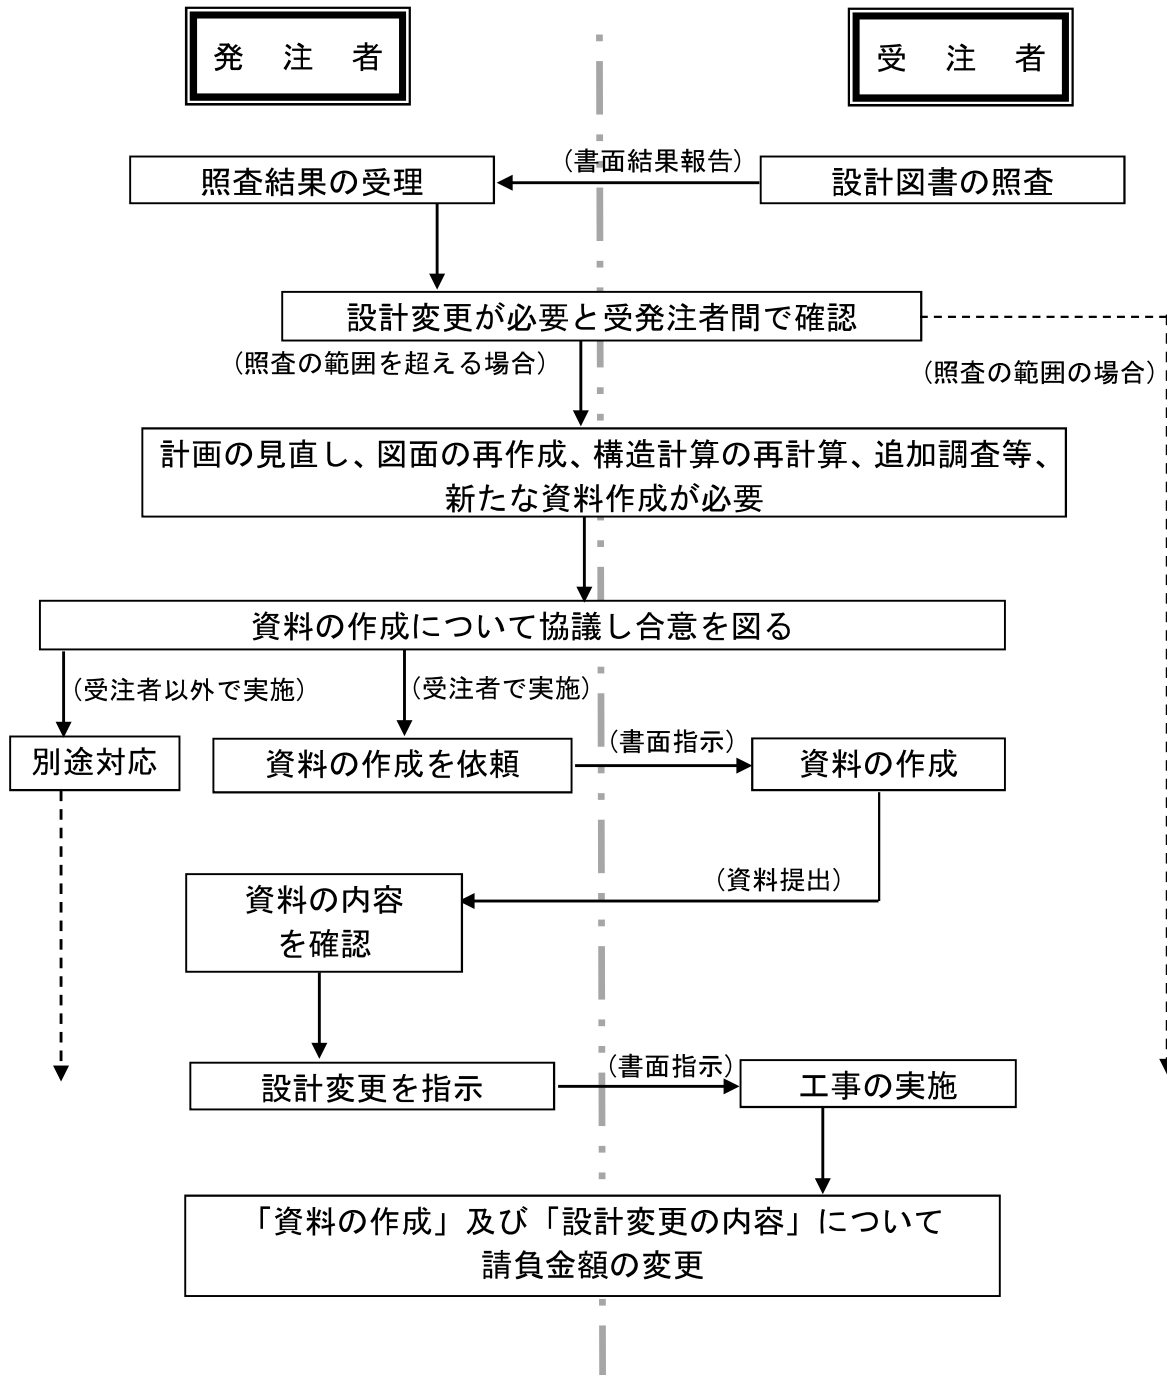 発 注 者
受 注 者
(書面結果報告)
照査結果の受理
設計図書の照査
設計変更が必要と受発注者間で確認
(照査の範囲を超える場合)
(照査の範囲の場合)
計画の見直し、図面の再作成、構造計算の再計算、追加調査等、
新たな資料作成が必要
資料の作成について協議し合意を図る
(受注者以外で実施)
(受注者で実施)
(書面指示)
別途対応
資料の作成を依頼
資料の作成
(資料提出)
資料の内容
を確認
(書面指示)
設計変更を指示
工事の実施
「資料の作成」及び「設計変更の内容」について
請負金額の変更